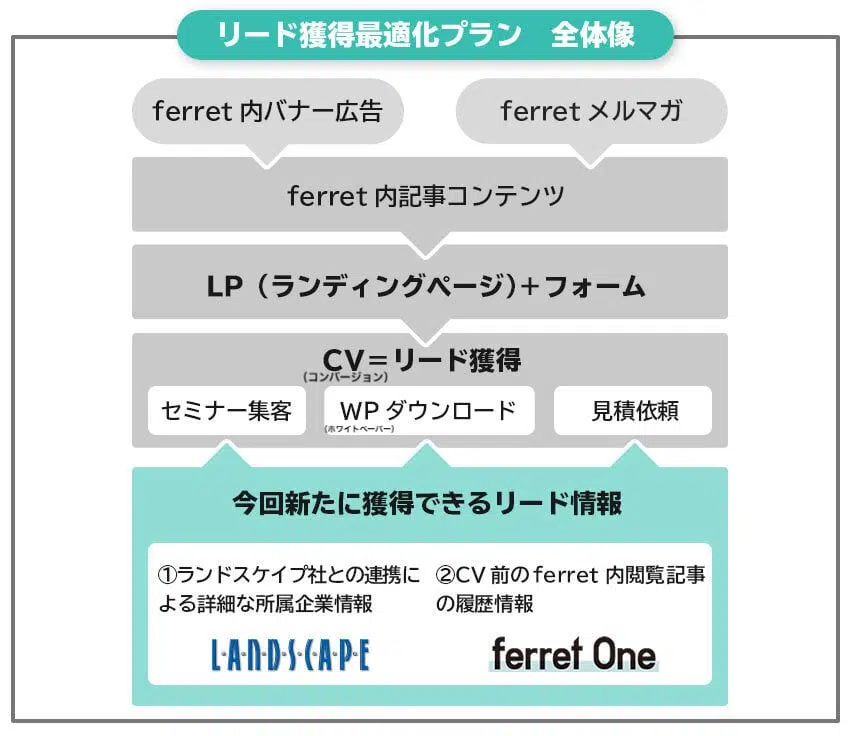 リード獲得最適化プラン　全体像
ferret 内バナー広告
ferret メルマガ
ferret 内記事コンテンツ
LP（ランディングページ）＋フォーム
CV＝リード獲得
（コンバージョン）
セミナー集客
WP ダウンロード
（ホワイトペーパー）
見積依頼
今回新たに獲得できるリード情報
①ランドスケイプ社との連携に
よる詳細な所属企業情報
LANDSCAPE
②CV 前の ferret 内閲覧記事
の履歴情報
ferret One